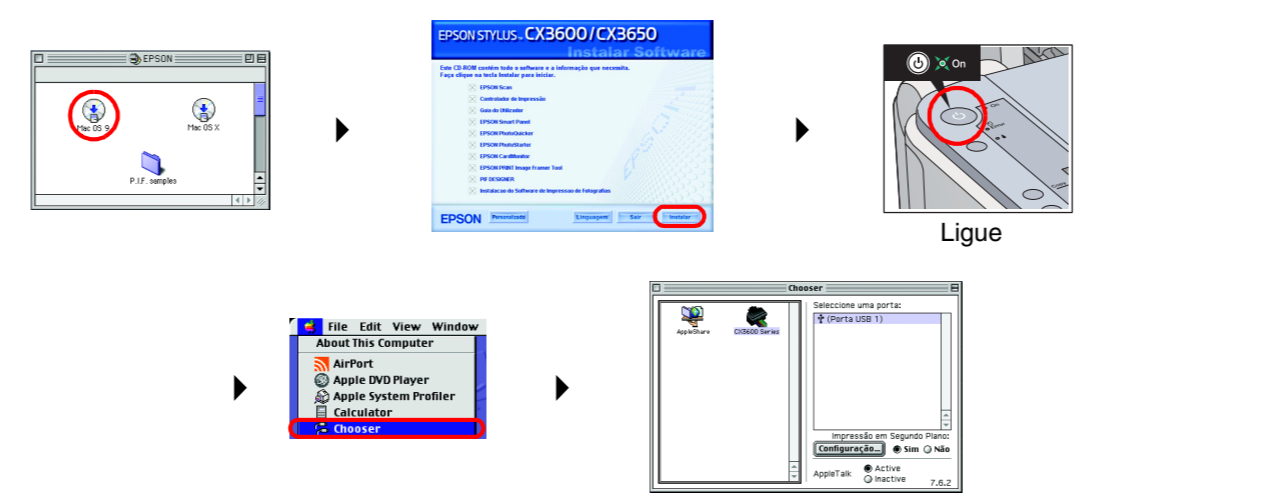 EPSON
Mac OS 9
Mac OS X
P.I.F. samples
EPSON STYLUS™ CX3600/CX3650
Instalar Software
Este CD-ROM contém todo o software e a informação que necessita.
Faça clique na tecla Instalar para iniciar.
EPSON Scan
Controlador de Impressão
Guia do Utilizador
EPSON Smart Panel
EPSON PhotoQuicker
EPSON PhotoStarter
EPSON CardMonitor
EPSON PRINT Image Framer Tool
PIF DESIGNER
Instalacao do Software de Impressao de Fotografias
EPSON
Personalizada
Linguagem
Sair
Instalar
EPSON
On
On
Ligue
File Edit View Window
About This Computer
AirPort
Apple DVD Player
Apple System Profiler
Calculator
Chooser
Chooser
AppleShare
CX3600 Series
Seleccione uma porta:
(Porta USB 1)
Impressão em Segundo Plano:
Configuração... Sim Não
AppleTalk
Active
Inactive
7.6.2